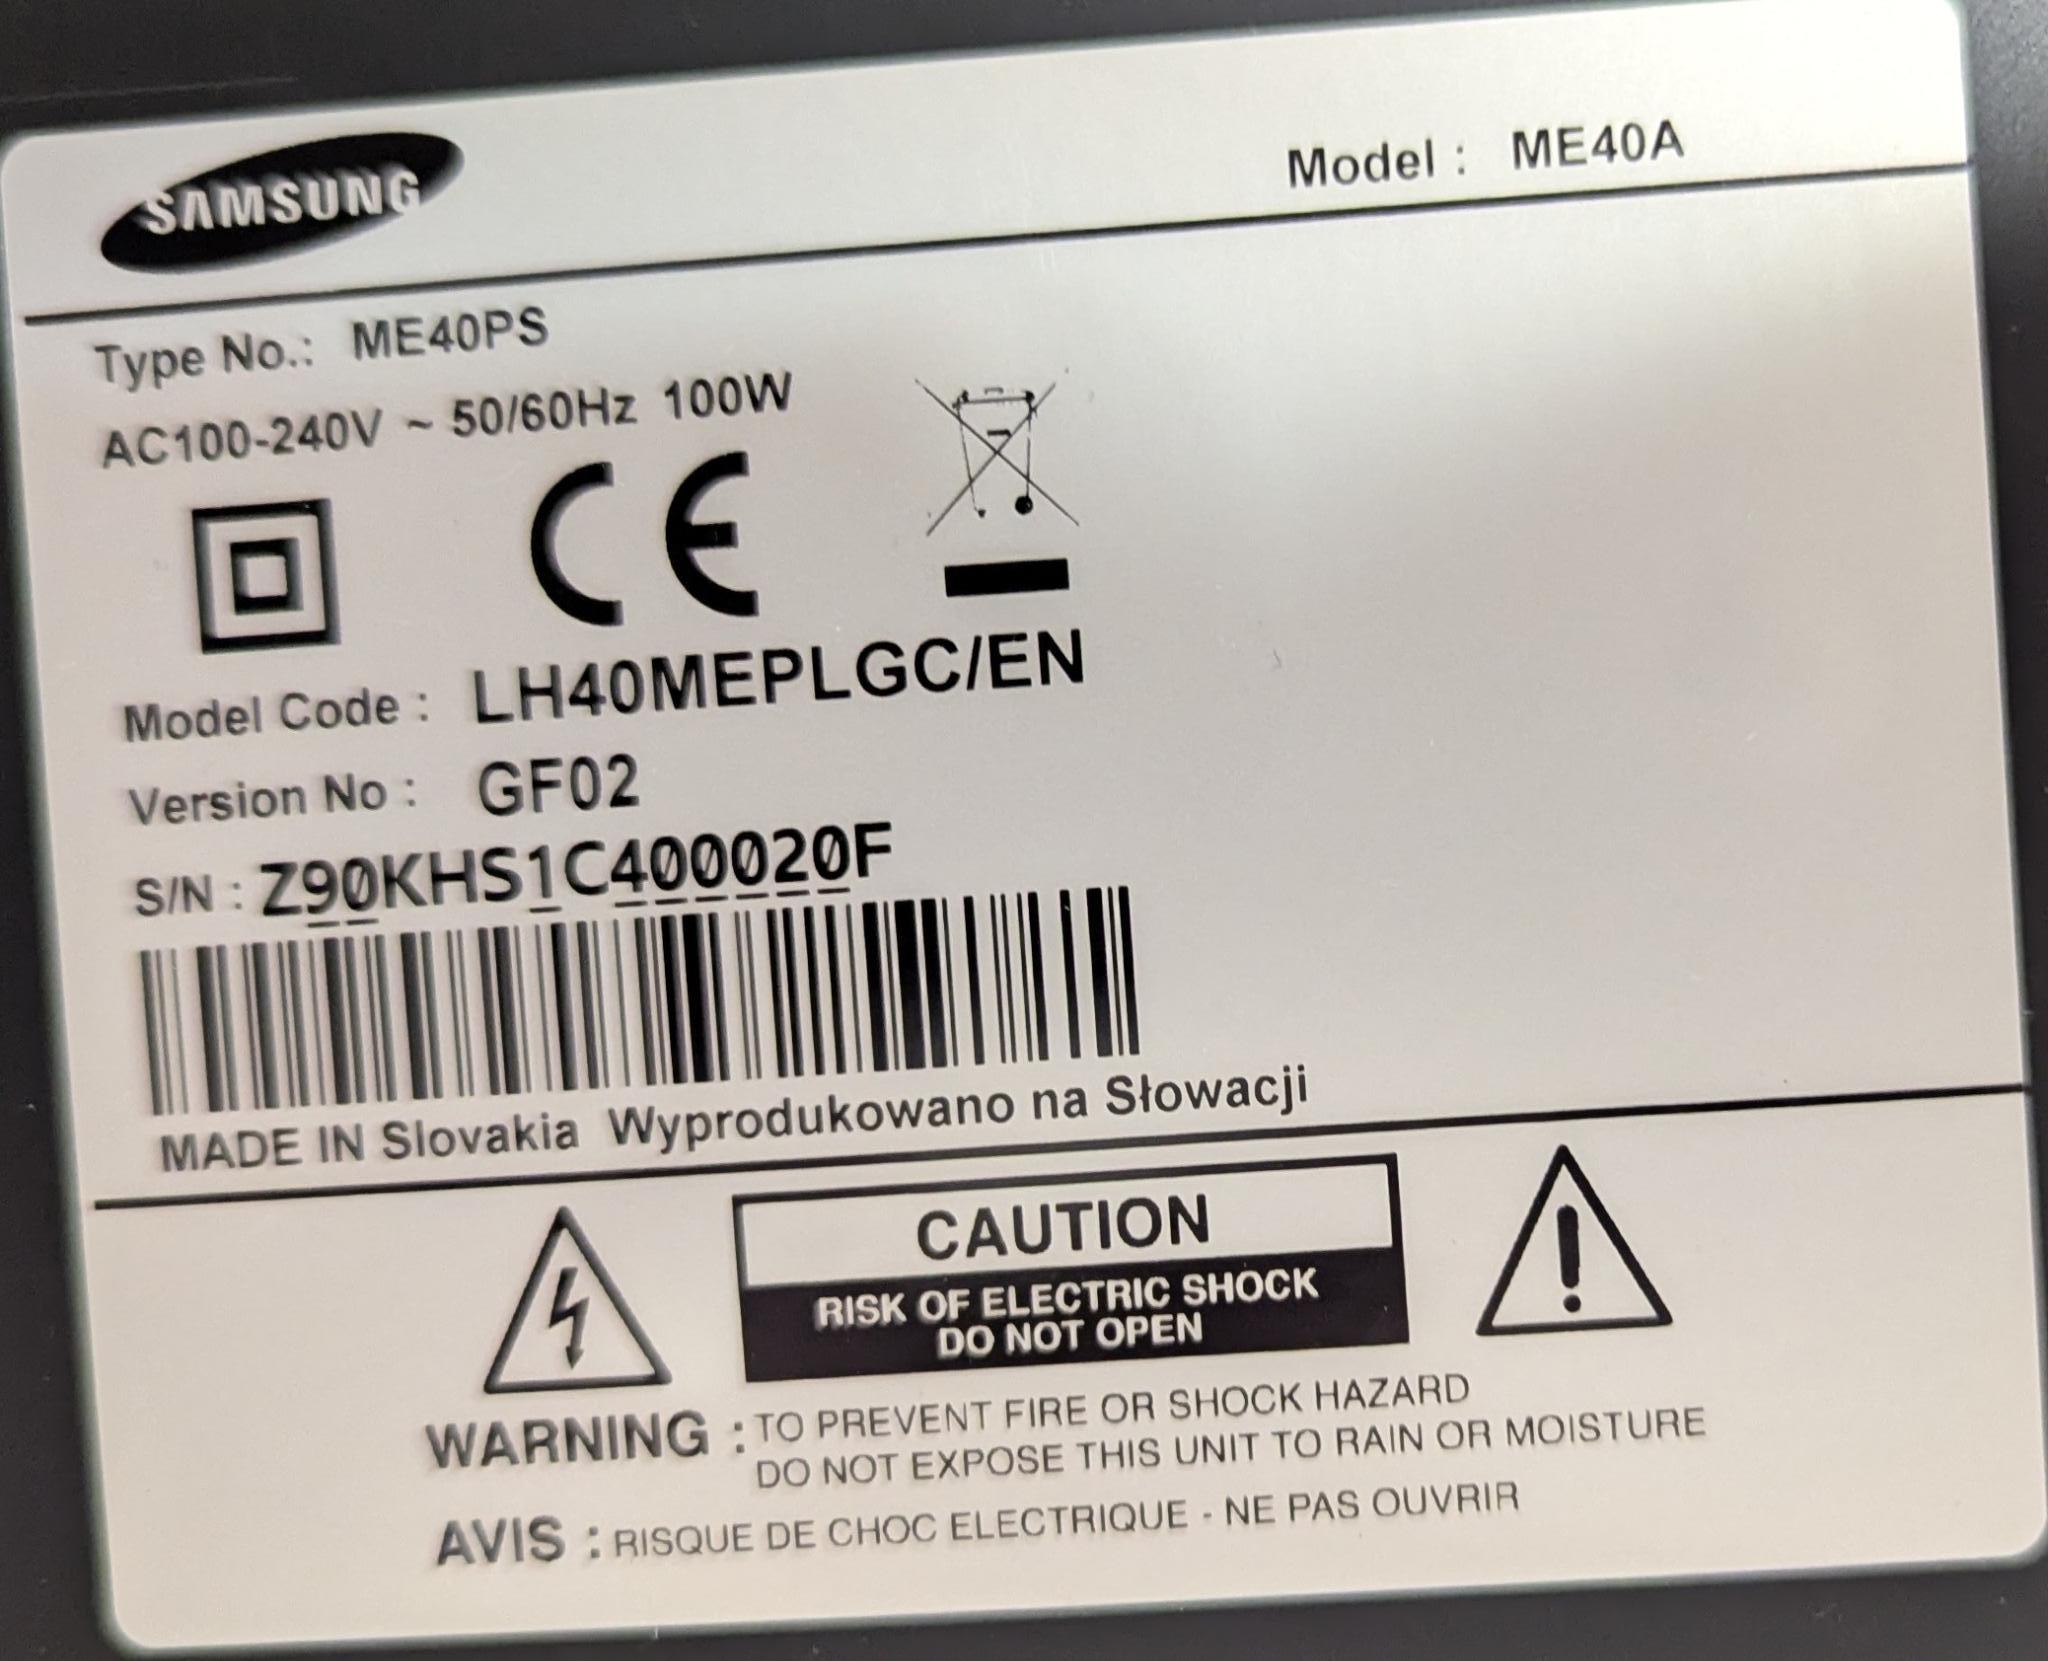 SAMSUNG
Model : ME40A
Type No.: ME40PS
AC100-240V ~ 50/60Hz 100W
CE
Model Code : LH40MEPLGC/EN
Version No : GF02
S/N : Z90KHS1C400020F
MADE IN Slovakia Wyprodukowano na Słowacji
CAUTION
RISK OF ELECTRIC SHOCK
DO NOT OPEN
WARNING : TO PREVENT FIRE OR SHOCK HAZARD
DO NOT EXPOSE THIS UNIT TO RAIN OR MOISTURE
AVIS : RISQUE DE CHOC ELECTRIQUE - NE PAS OUVRIR